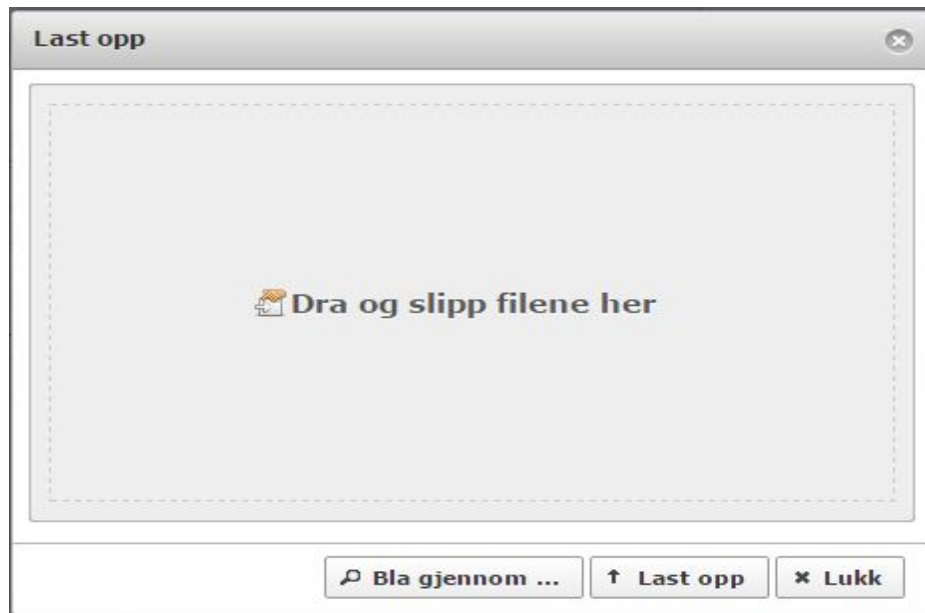 Last opp
Dra og slipp filene her
Bla gjennom ...
Last opp
Lukk